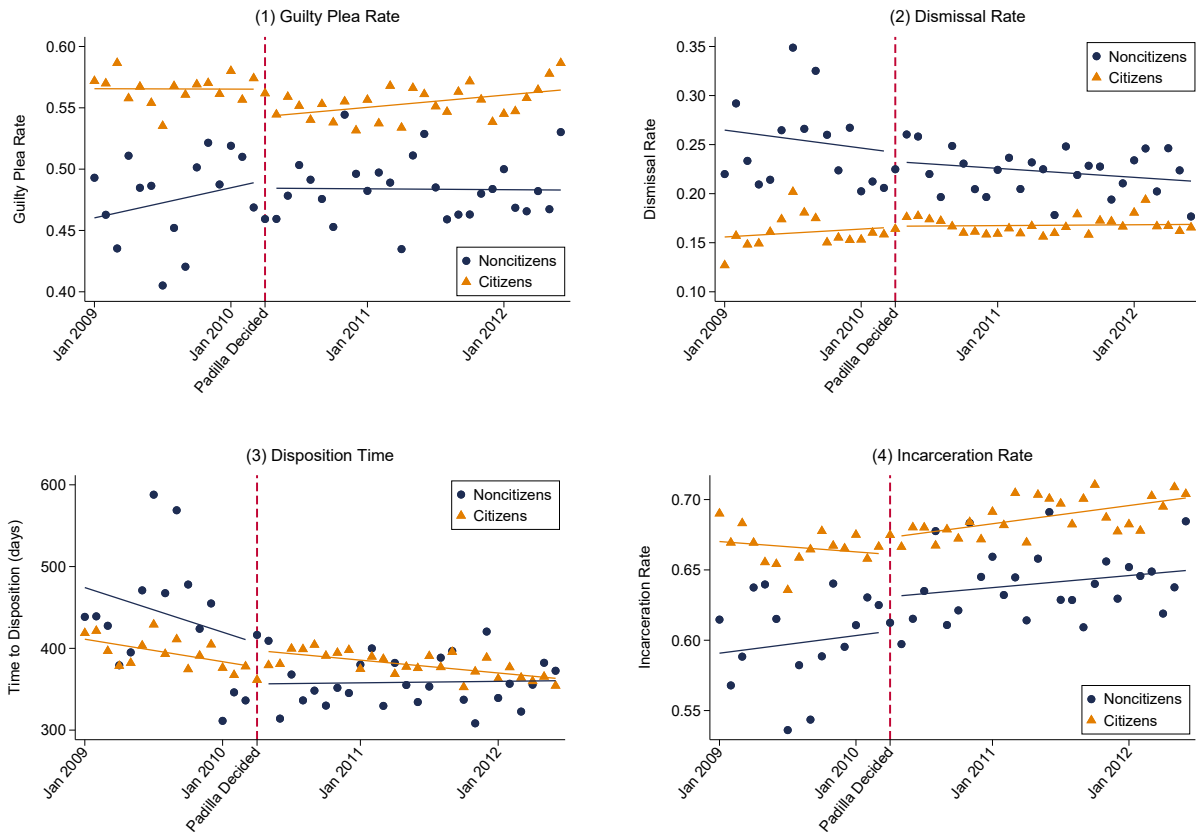 (1) Guilty Plea Rate
Guilty Plea Rate
0.60
0.55
0.50
0.45
0.40
Noncitizens
Citizens
Jan 2009
Jan 2010
Padilla Decided
Jan 2011
Jan 2012
(2) Dismissal Rate
Dismissal Rate
0.35
0.30
0.25
0.20
0.15
0.10
Noncitizens
Citizens
Jan 2009
Jan 2010
Padilla Decided
Jan 2011
Jan 2012
(3) Disposition Time
Time to Disposition (days)
600
500
400
300
Noncitizens
Citizens
Jan 2009
Jan 2010
Padilla Decided
Jan 2011
Jan 2012
(4) Incarceration Rate
Incarceration Rate
0.70
0.65
0.60
0.55
Noncitizens
Citizens
Jan 2009
Jan 2010
Padilla Decided
Jan 2011
Jan 2012